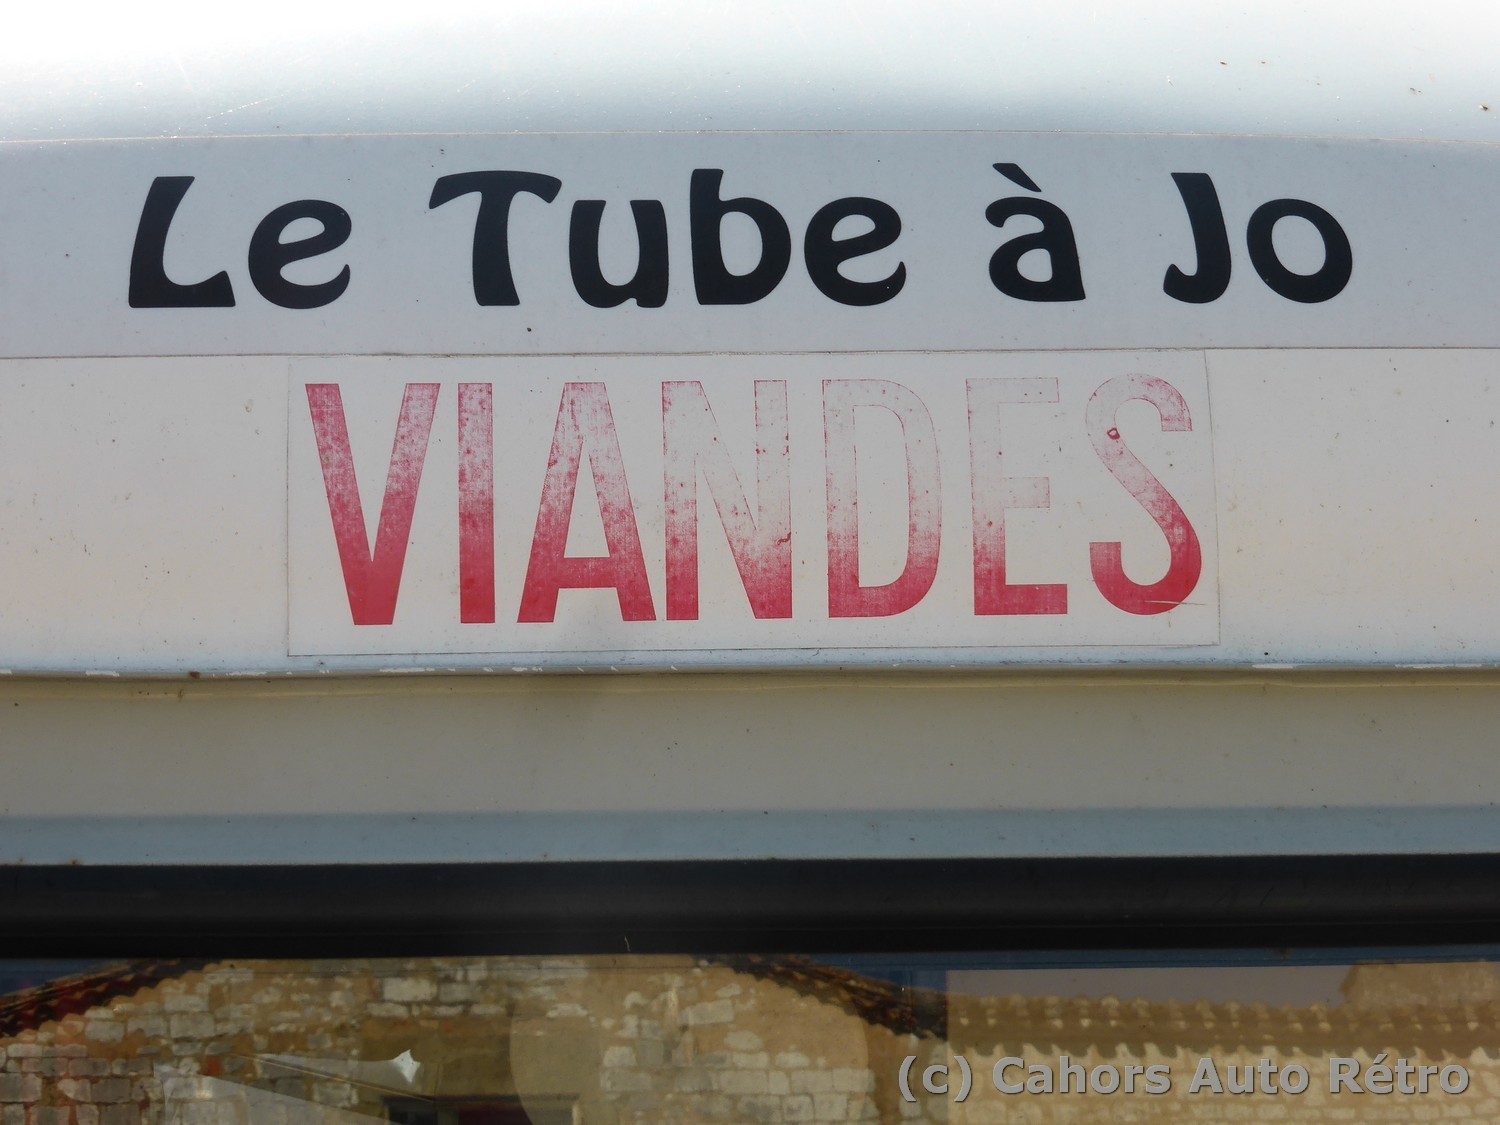 Le Tube à Jo
VIANDES
(c) Cahors Auto Rétro